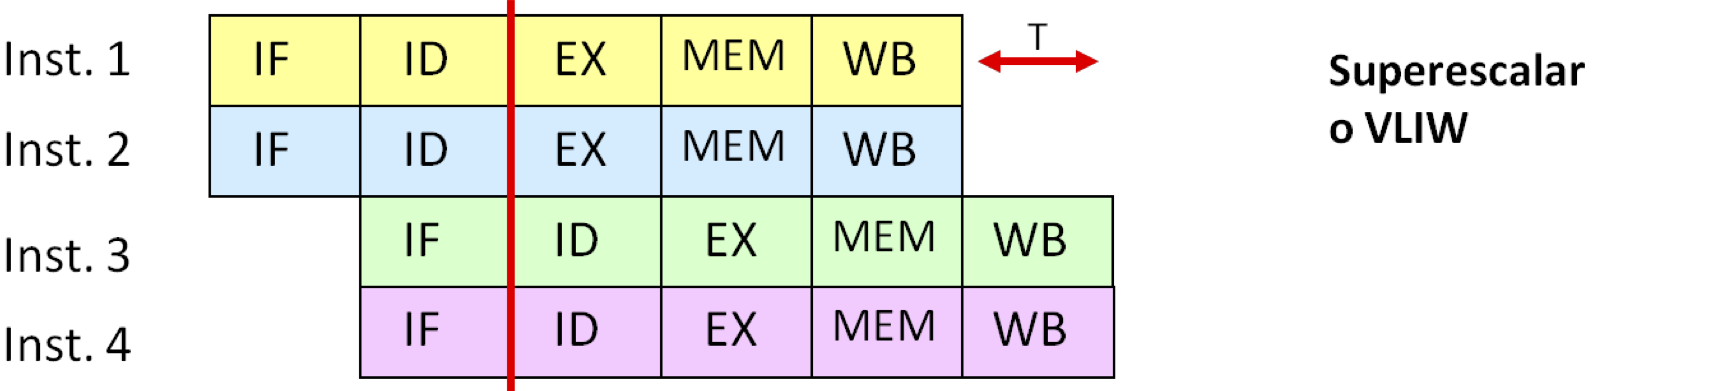 Inst. 1 IF ID EX MEM WB T
Superescalar
o VLIW
Inst. 2 IF ID EX MEM WB
Inst. 3 IF ID EX MEM WB
Inst. 4 IF ID EX MEM WB